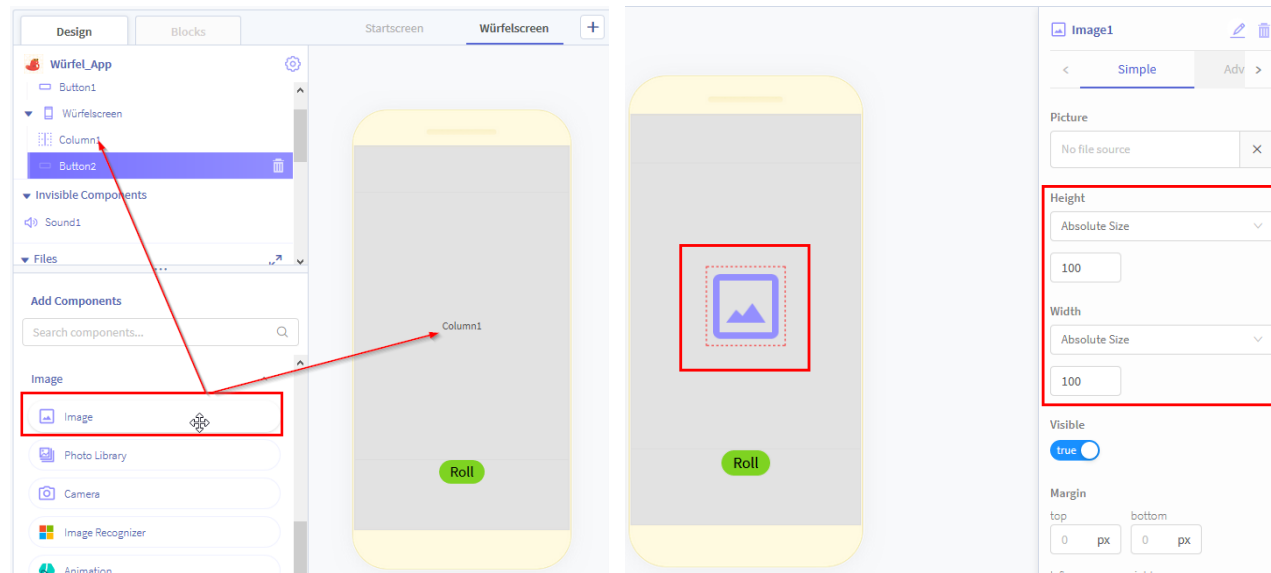 Design
Blocks
Startscreen
Würfelscreen
+
Würfel_App
Button1
Würfelscreen
Column1
Button2
Invisible Components
Sound1
Files
Add Components
Search components...
Image
Image
Photo Library
Camera
Image Recognizer
Animation
Column1
Roll
Roll
Image1
Simple
Adv
Picture
No file source
Height
Absolute Size
100
Width
Absolute Size
100
Visible
true
Margin
top bottom
0 px 0 px